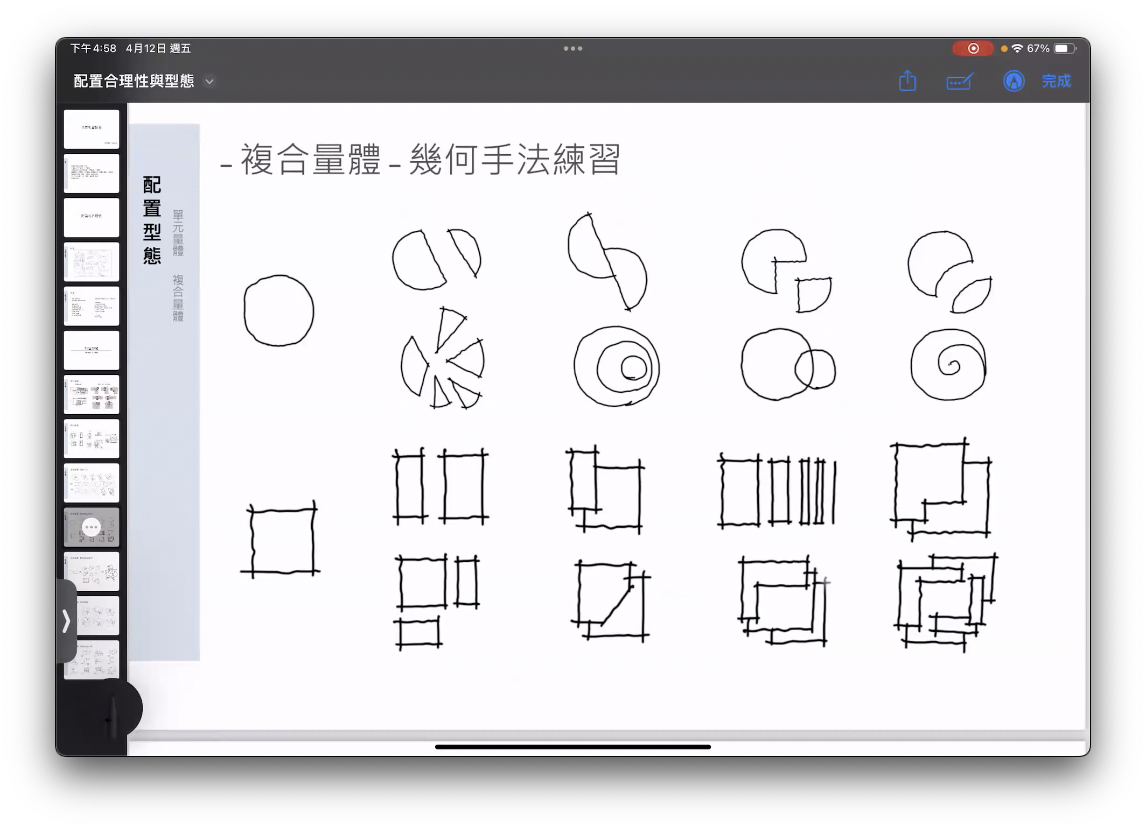 下午4:58 4月12日 週五
67%
配置合理性與型態
完成
-複合量體-幾何手法練習
配置型態
單元量體 複合量體